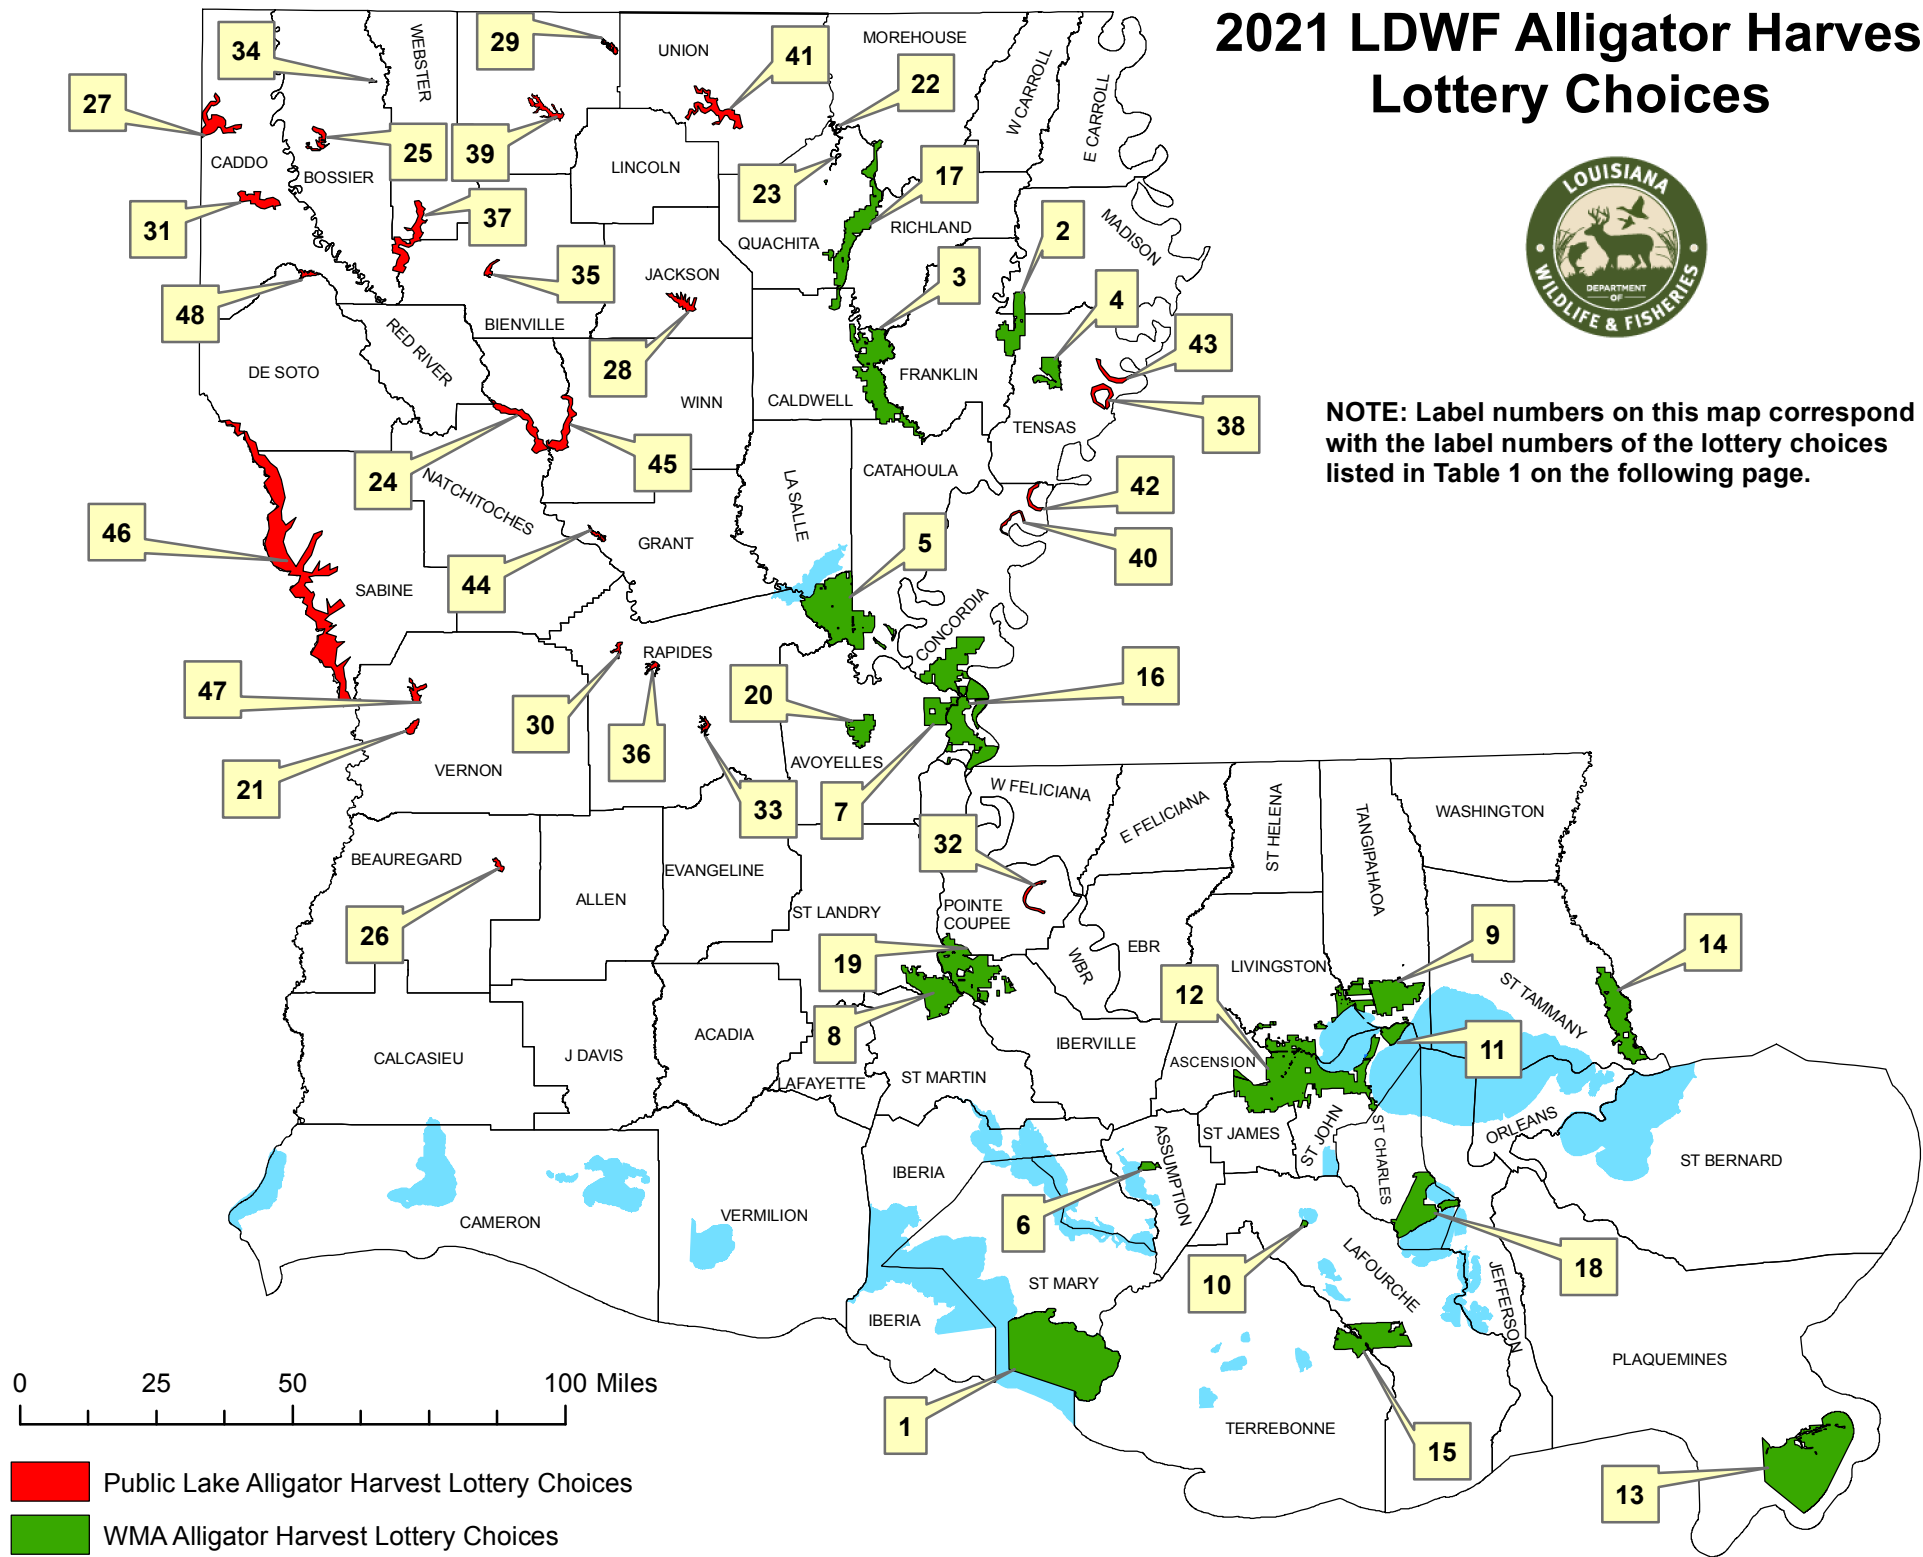 2021 LDWF Alligator Harves
Lottery Choices
LOUISIANA
DEPARTMENT
OF
WILDLIFE & FISHERIES
NOTE: Label numbers on this map correspond
with the label numbers of the lottery choices
listed in Table 1 on the following page.
34
29
41
22
27
25
39
23
17
31
37
2
3
35
4
48
43
28
38
24
45
42
46
5
40
44
47
20
16
30
36
21
33
7
32
26
19
9
14
12
8
11
6
10
18
1
15
13
WEBSTER
UNION
MOREHOUSE
W CARROLL
E CARROLL
CADDO
BOSSIER
LINCOLN
QUACHITA
RICHLAND
MADISON
JACKSON
BIENVILLE
RED RIVER
DE SOTO
WINN
CALDWELL
FRANKLIN
TENSAS
NATCHITOCHES
LA SALLE
CATAHOULA
GRANT
SABINE
CONCORDIA
RAPIDES
VERNON
AVOYELLES
W FELICIANA
E FELICIANA
ST HELENA
TANGIPAHAOA
WASHINGTON
BEAUREGARD
ALLEN
EVANGELINE
ST LANDRY
POINTE
COUPEE
WBR
EBR
LIVINGSTON
ST TAMMANY
CALCASIEU
J DAVIS
ACADIA
LAFAYETTE
ST MARTIN
IBERVILLE
ASCENSION
ST JAMES
ST JOHN
ST CHARLES
ORLEANS
ST BERNARD
CAMERON
VERMILION
IBERIA
ASSUMPTION
ST MARY
IBERIA
LAFOURCHE
JEFFERSON
TERREBONNE
PLAQUEMINES
0 25 50 100 Miles
Public Lake Alligator Harvest Lottery Choices
WMA Alligator Harvest Lottery Choices